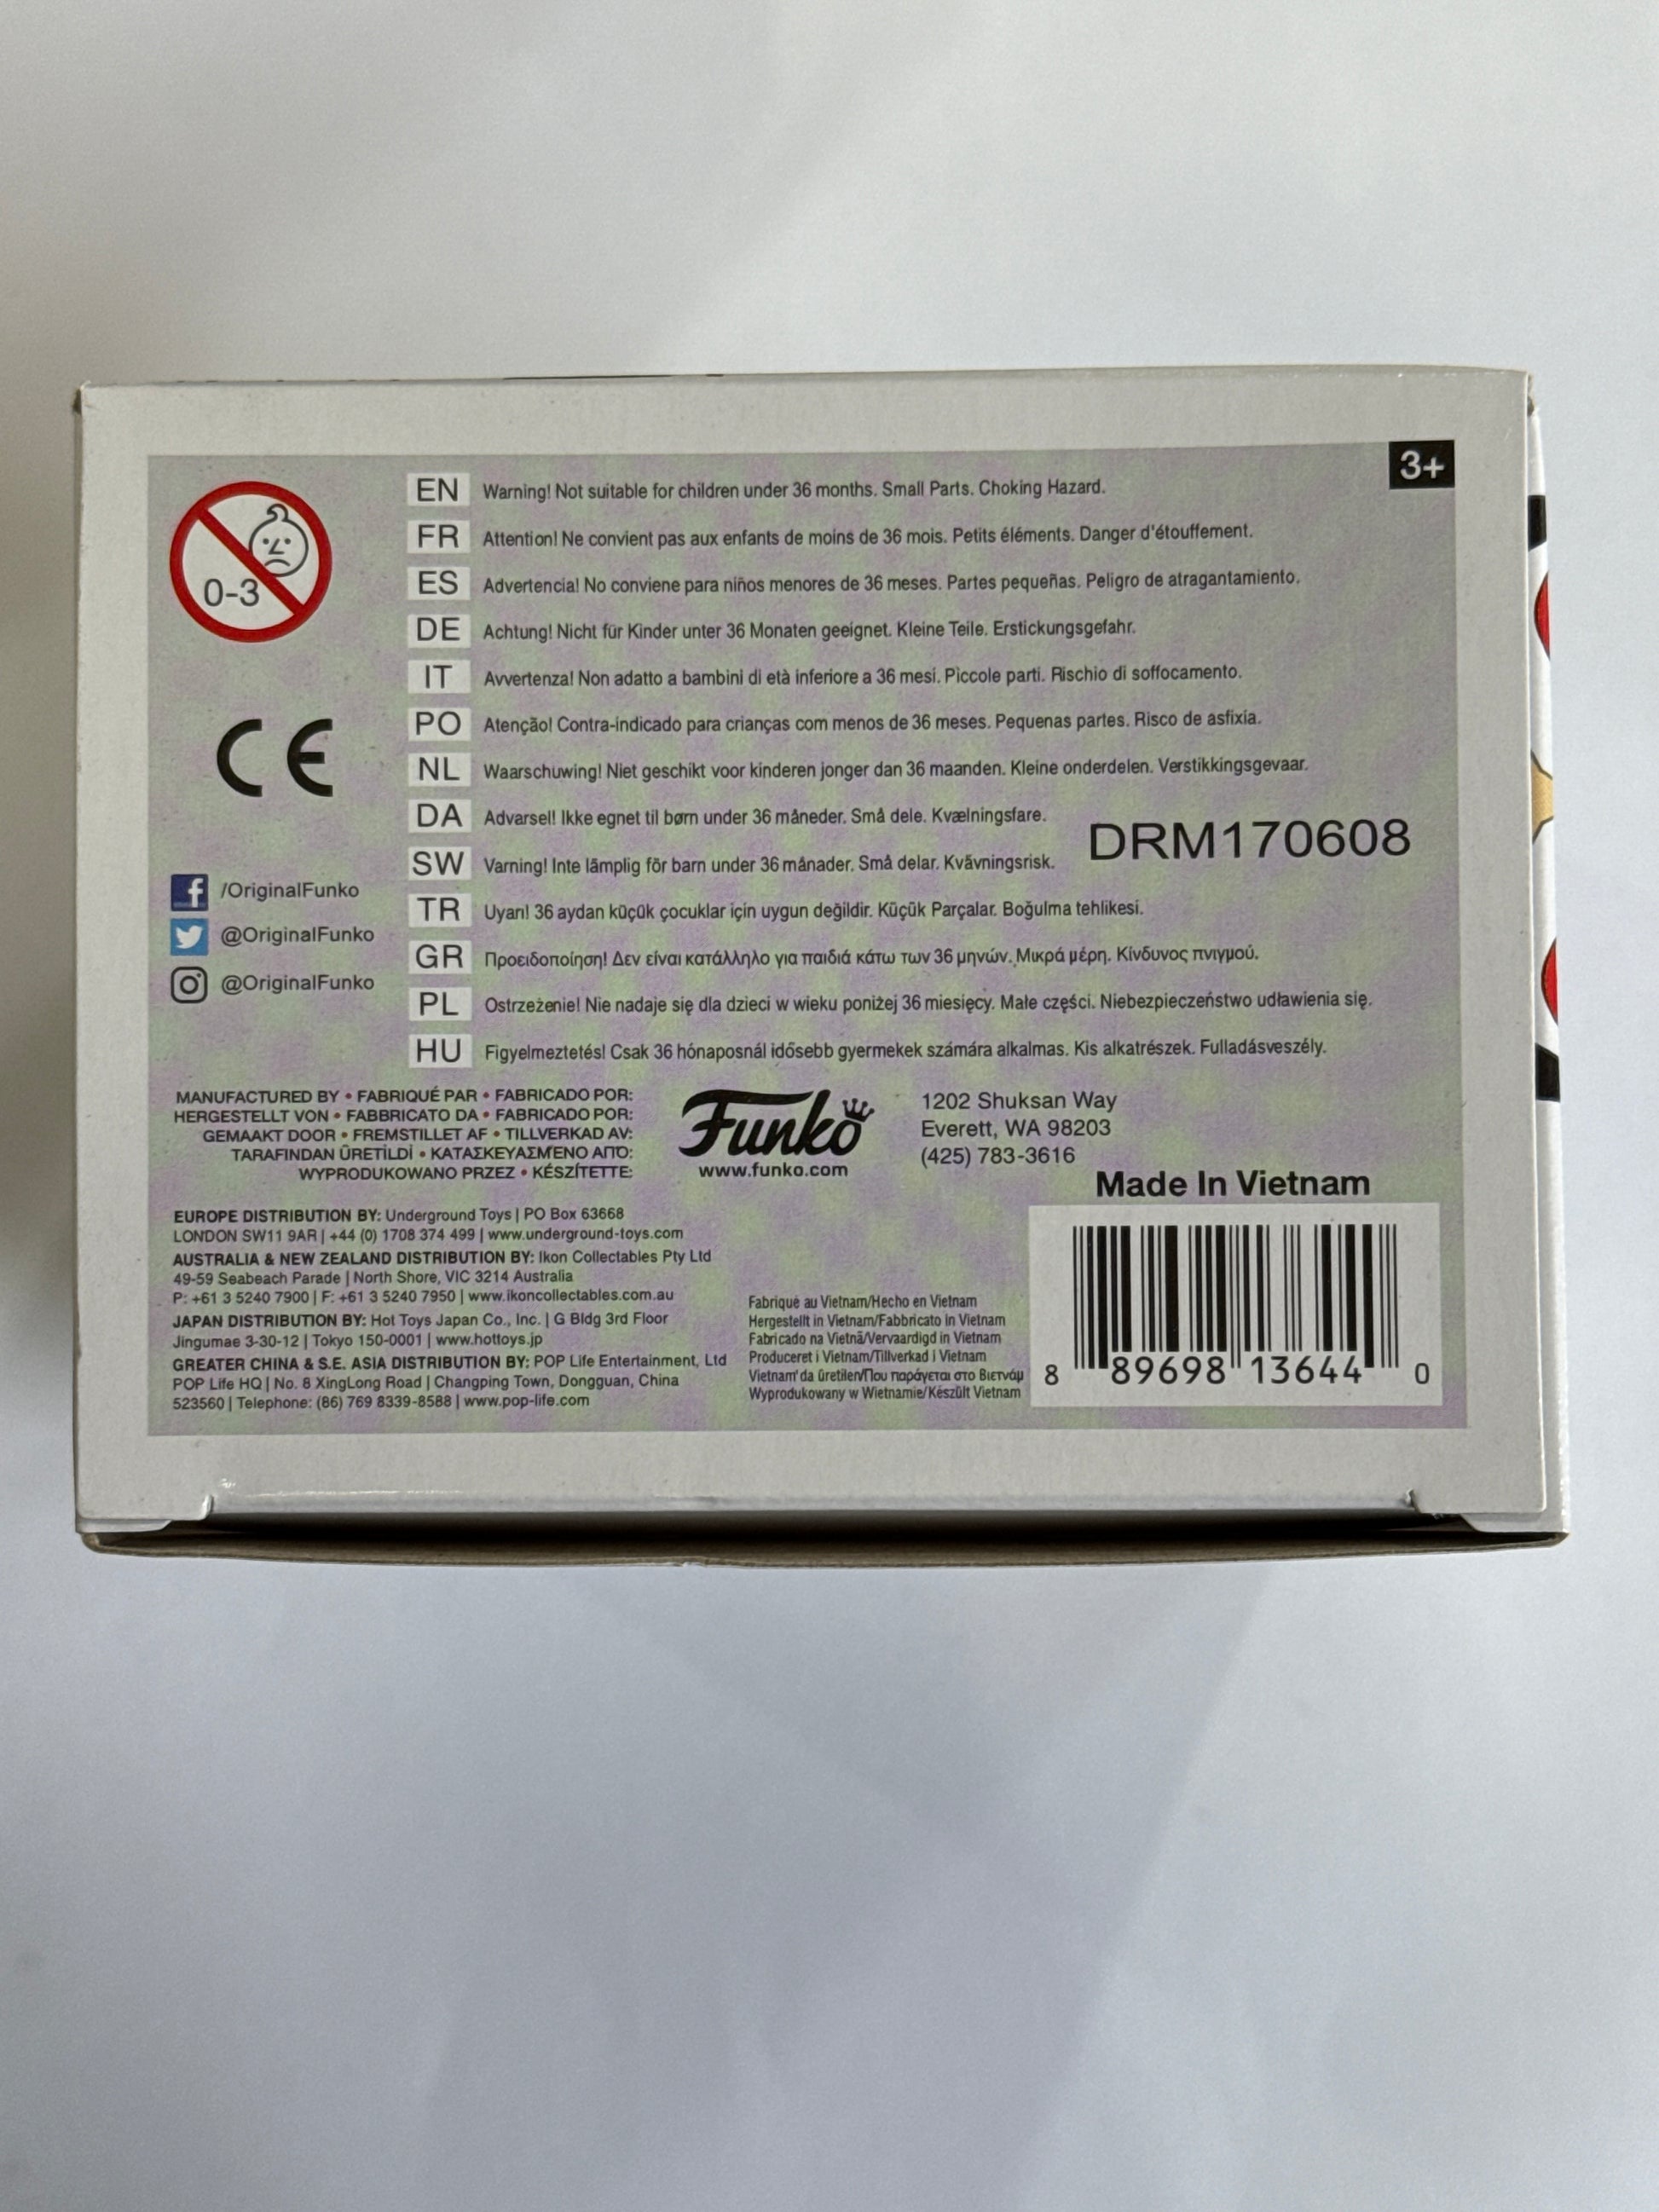 3+
0-3
EN Warning! Not suitable for children under 36 months. Small Parts. Choking Hazard.
FR Attention! Ne convient pas aux enfants de moins de 36 mois. Petits éléments. Danger d'étouffement.
ES Advertencia! No conviene para niños menores de 36 meses. Partes pequeñas. Peligro de atragantamiento.
DE Achtung! Nicht für Kinder unter 36 Monaten geeignet. Kleine Teile. Erstickungsgefahr.
IT Avvertenza! Non adatto a bambini di età inferiore a 36 mesi. Piccole parti. Rischio di soffocamento.
PO Atenção! Contra-indicado para crianças com menos de 36 meses. Pequenas partes. Risco de asfixia.
NL Waarschuwing! Niet geschikt voor kinderen jonger dan 36 maanden. Kleine onderdelen. Verstikkingsgevaar.
DA Advarsel! Ikke egnet til børn under 36 måneder. Små dele. Kvælningsfare.
SW Varning! Inte lämplig för barn under 36 månader. Små delar. Kvävningsrisk.
TR Uyarı! 36 aydan küçük çocuklar için uygun değildir. Küçük Parçalar. Boğulma tehlikesi.
GR Προειδοποίηση! Δεν είναι κατάλληλο για παιδιά κάτω των 36 μηνών. Μικρά μέρη. Κίνδυνος πνιγμού.
PL Ostrzeżenie! Nie nadaje się dla dzieci w wieku poniżej 36 miesięcy. Małe części. Niebezpieczeństwo udławienia się.
HU Figyelmeztetés! Csak 36 hónaposnál idősebb gyermekek számára alkalmas. Kis alkatrészek. Fulladásveszély.
CE
DRM170608
/OriginalFunko
@OriginalFunko
@OriginalFunko
MANUFACTURED BY • FABRIQUÉ PAR • FABRICADO POR:
HERGESTELLT VON • FABBRICATO DA • FABRICADO POR:
GEMAAKT DOOR • FREMSTILLET AF • TILLVERKAD AV:
TARAFINDAN ÜRETİLDİ • ΚΑΤΑΣΚΕΥΑΣΜΈΝΟ ΑΠΌ:
WYPRODUKOWANO PRZEZ • KÉSZÍTETTE:
Funko
www.funko.com
1202 Shuksan Way
Everett, WA 98203
(425) 783-3616
Made In Vietnam
EUROPE DISTRIBUTION BY: Underground Toys | PO Box 63668
LONDON SW11 9AR | +44 (0) 1708 374 499 | www.underground-toys.com
AUSTRALIA & NEW ZEALAND DISTRIBUTION BY: Ikon Collectables Pty Ltd
49-59 Seabeach Parade | North Shore, VIC 3214 Australia
P: +61 3 5240 7900 | F: +61 3 5240 7950 | www.ikoncollectables.com.au
JAPAN DISTRIBUTION BY: Hot Toys Japan Co., Inc. | G Bldg 3rd Floor
Jingumae 3-30-12 | Tokyo 150-0001 | www.hottoys.jp
GREATER CHINA & S.E. ASIA DISTRIBUTION BY: POP Life Entertainment, Ltd
POP Life HQ | No. 8 XingLong Road | Changping Town, Dongguan, China
523560 | Telephone: (86) 769 8339-8588 | www.pop-life.com
Fabriqué au Vietnam/Hecho en Vietnam
Hergestellt in Vietnam/Fabbricato in Vietnam
Fabricado na Vietnã/Vervaardigd in Vietnam
Produceret i Vietnam/Tillverkad i Vietnam
Vietnam'da üretilen/Που παράγεται στο Βιετνάμ
Wyprodukowany w Wietnamie/Készült Vietnam
8 89698 13644 0